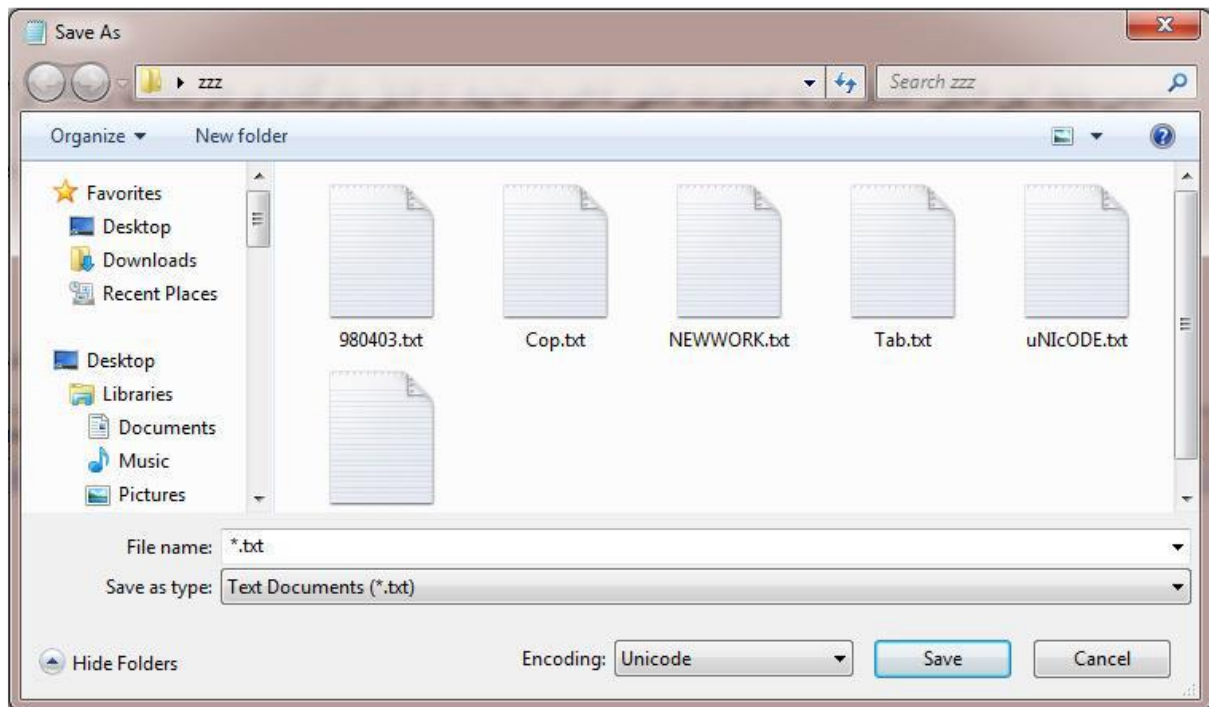 Save As
zzz
Search zzz
Organize
New folder
Favorites
Desktop
Downloads
Recent Places
Desktop
Libraries
Documents
Music
Pictures
980403.txt
Cop.txt
NEWWORK.txt
Tab.txt
uNIcODE.txt
File name: *.txt
Save as type: Text Documents (*.txt)
Hide Folders
Encoding: Unicode
Save
Cancel